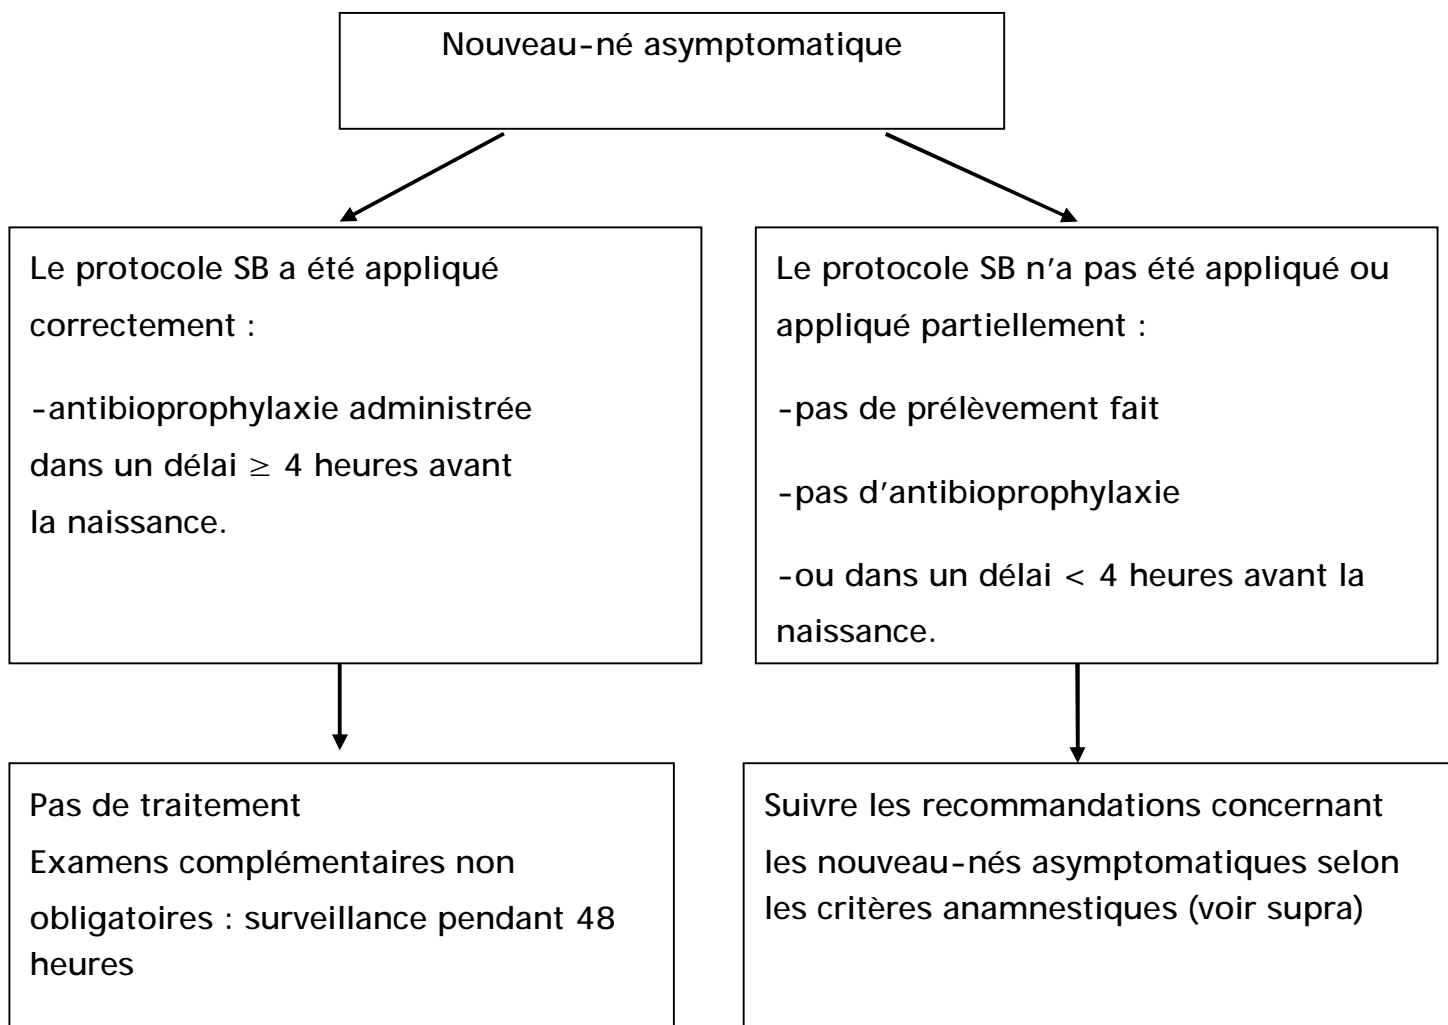 Nouveau-né asymptomatique
Le protocole SB a été appliqué
correctement :
-antibioprophylaxie administrée
dans un délai ≥ 4 heures avant
la naissance.
Le protocole SB n’a pas été appliqué ou
appliqué partiellement :
-pas de prélèvement fait
-pas d’antibioprophylaxie
-ou dans un délai < 4 heures avant la
naissance.
Pas de traitement
Examens complémentaires non
obligatoires : surveillance pendant 48
heures
Suivre les recommandations concernant
les nouveau-nés asymptomatiques selon
les critères anamnestiques (voir supra)